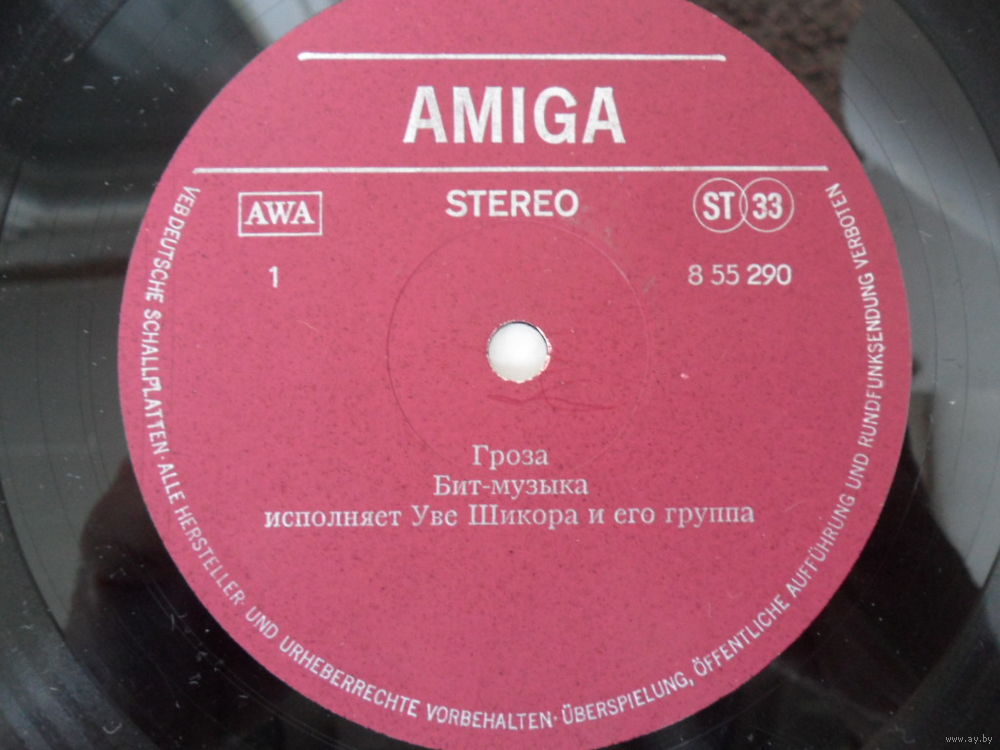 AMIGA
AWA
STEREO
ST 33
1
8 55 290
Гроза
Бит-музыка
исполняет Уве Шикора и его группа
VEB DEUTSCHE SCHALLPLATTEN · ALLE HERSTELLER- UND URHEBERRECHTE VORBEHALTEN · ÜBERSPIELUNG, ÖFFENTLICHE AUFFÜHRUNG UND RUNDFUNKSENDUNG VERBOTEN
www.ay.by